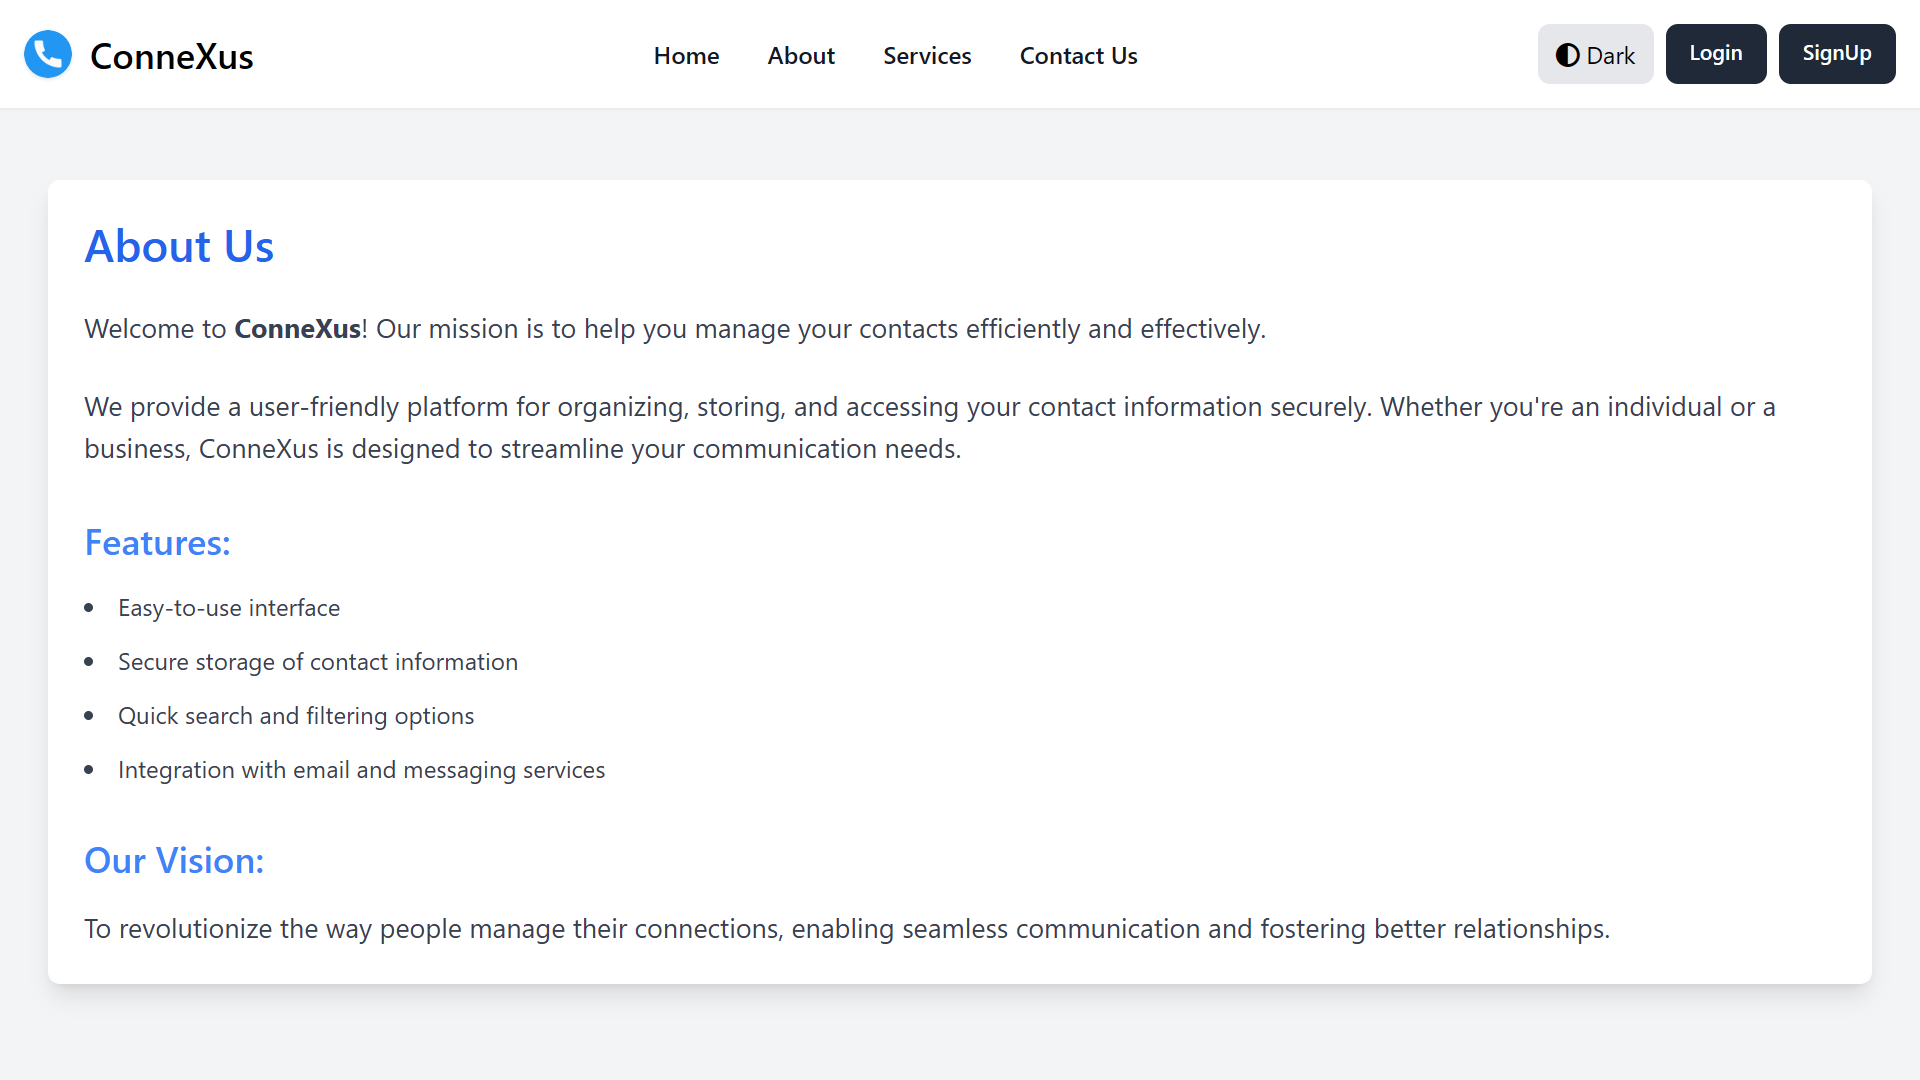 ConneXus
Home
About
Services
Contact Us
Dark
Login
SignUp
About Us
Welcome to ConneXus! Our mission is to help you manage your contacts efficiently and effectively.
We provide a user-friendly platform for organizing, storing, and accessing your contact information securely. Whether you're an individual or a
business, ConneXus is designed to streamline your communication needs.
Features:
Easy-to-use interface
Secure storage of contact information
Quick search and filtering options
Integration with email and messaging services
Our Vision:
To revolutionize the way people manage their connections, enabling seamless communication and fostering better relationships.